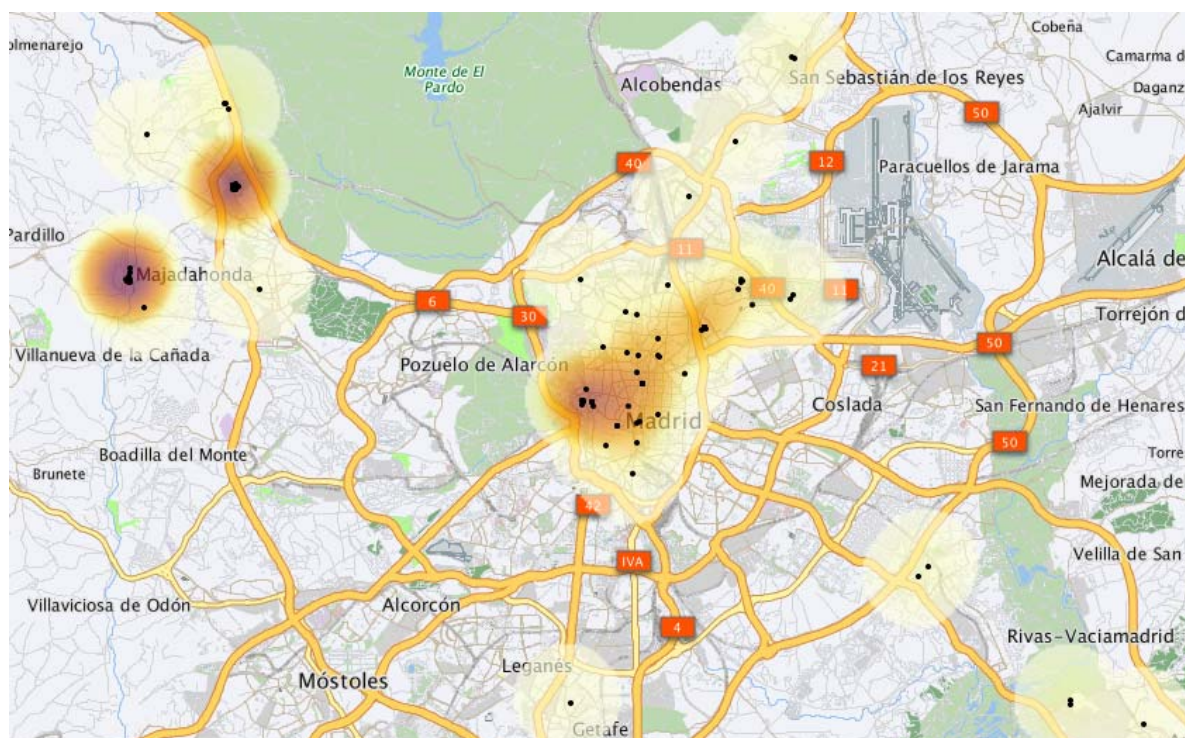 Cobeña
olmenarejo
Camarma d
Monte de El
Pardo
San Sebastián de los Reyes
Alcobendas
Daganz
Ajalvir
50
40
12
Paracuellos de Jarama
Pardillo
11
Alcalá de
Majadahonda
40
11
6
30
Torrejón d
50
Villanueva de la Cañada
Pozuelo de Alarcón
21
Coslada
San Fernando de Henares
Madrid
50
Boadilla del Monte
Torre
Brunete
Mejorada de
42
Velilla de San
IVA
Villaviciosa de Odón
Alcorcón
4
Rivas-Vaciamadrid
Leganés
Móstoles
Getafe